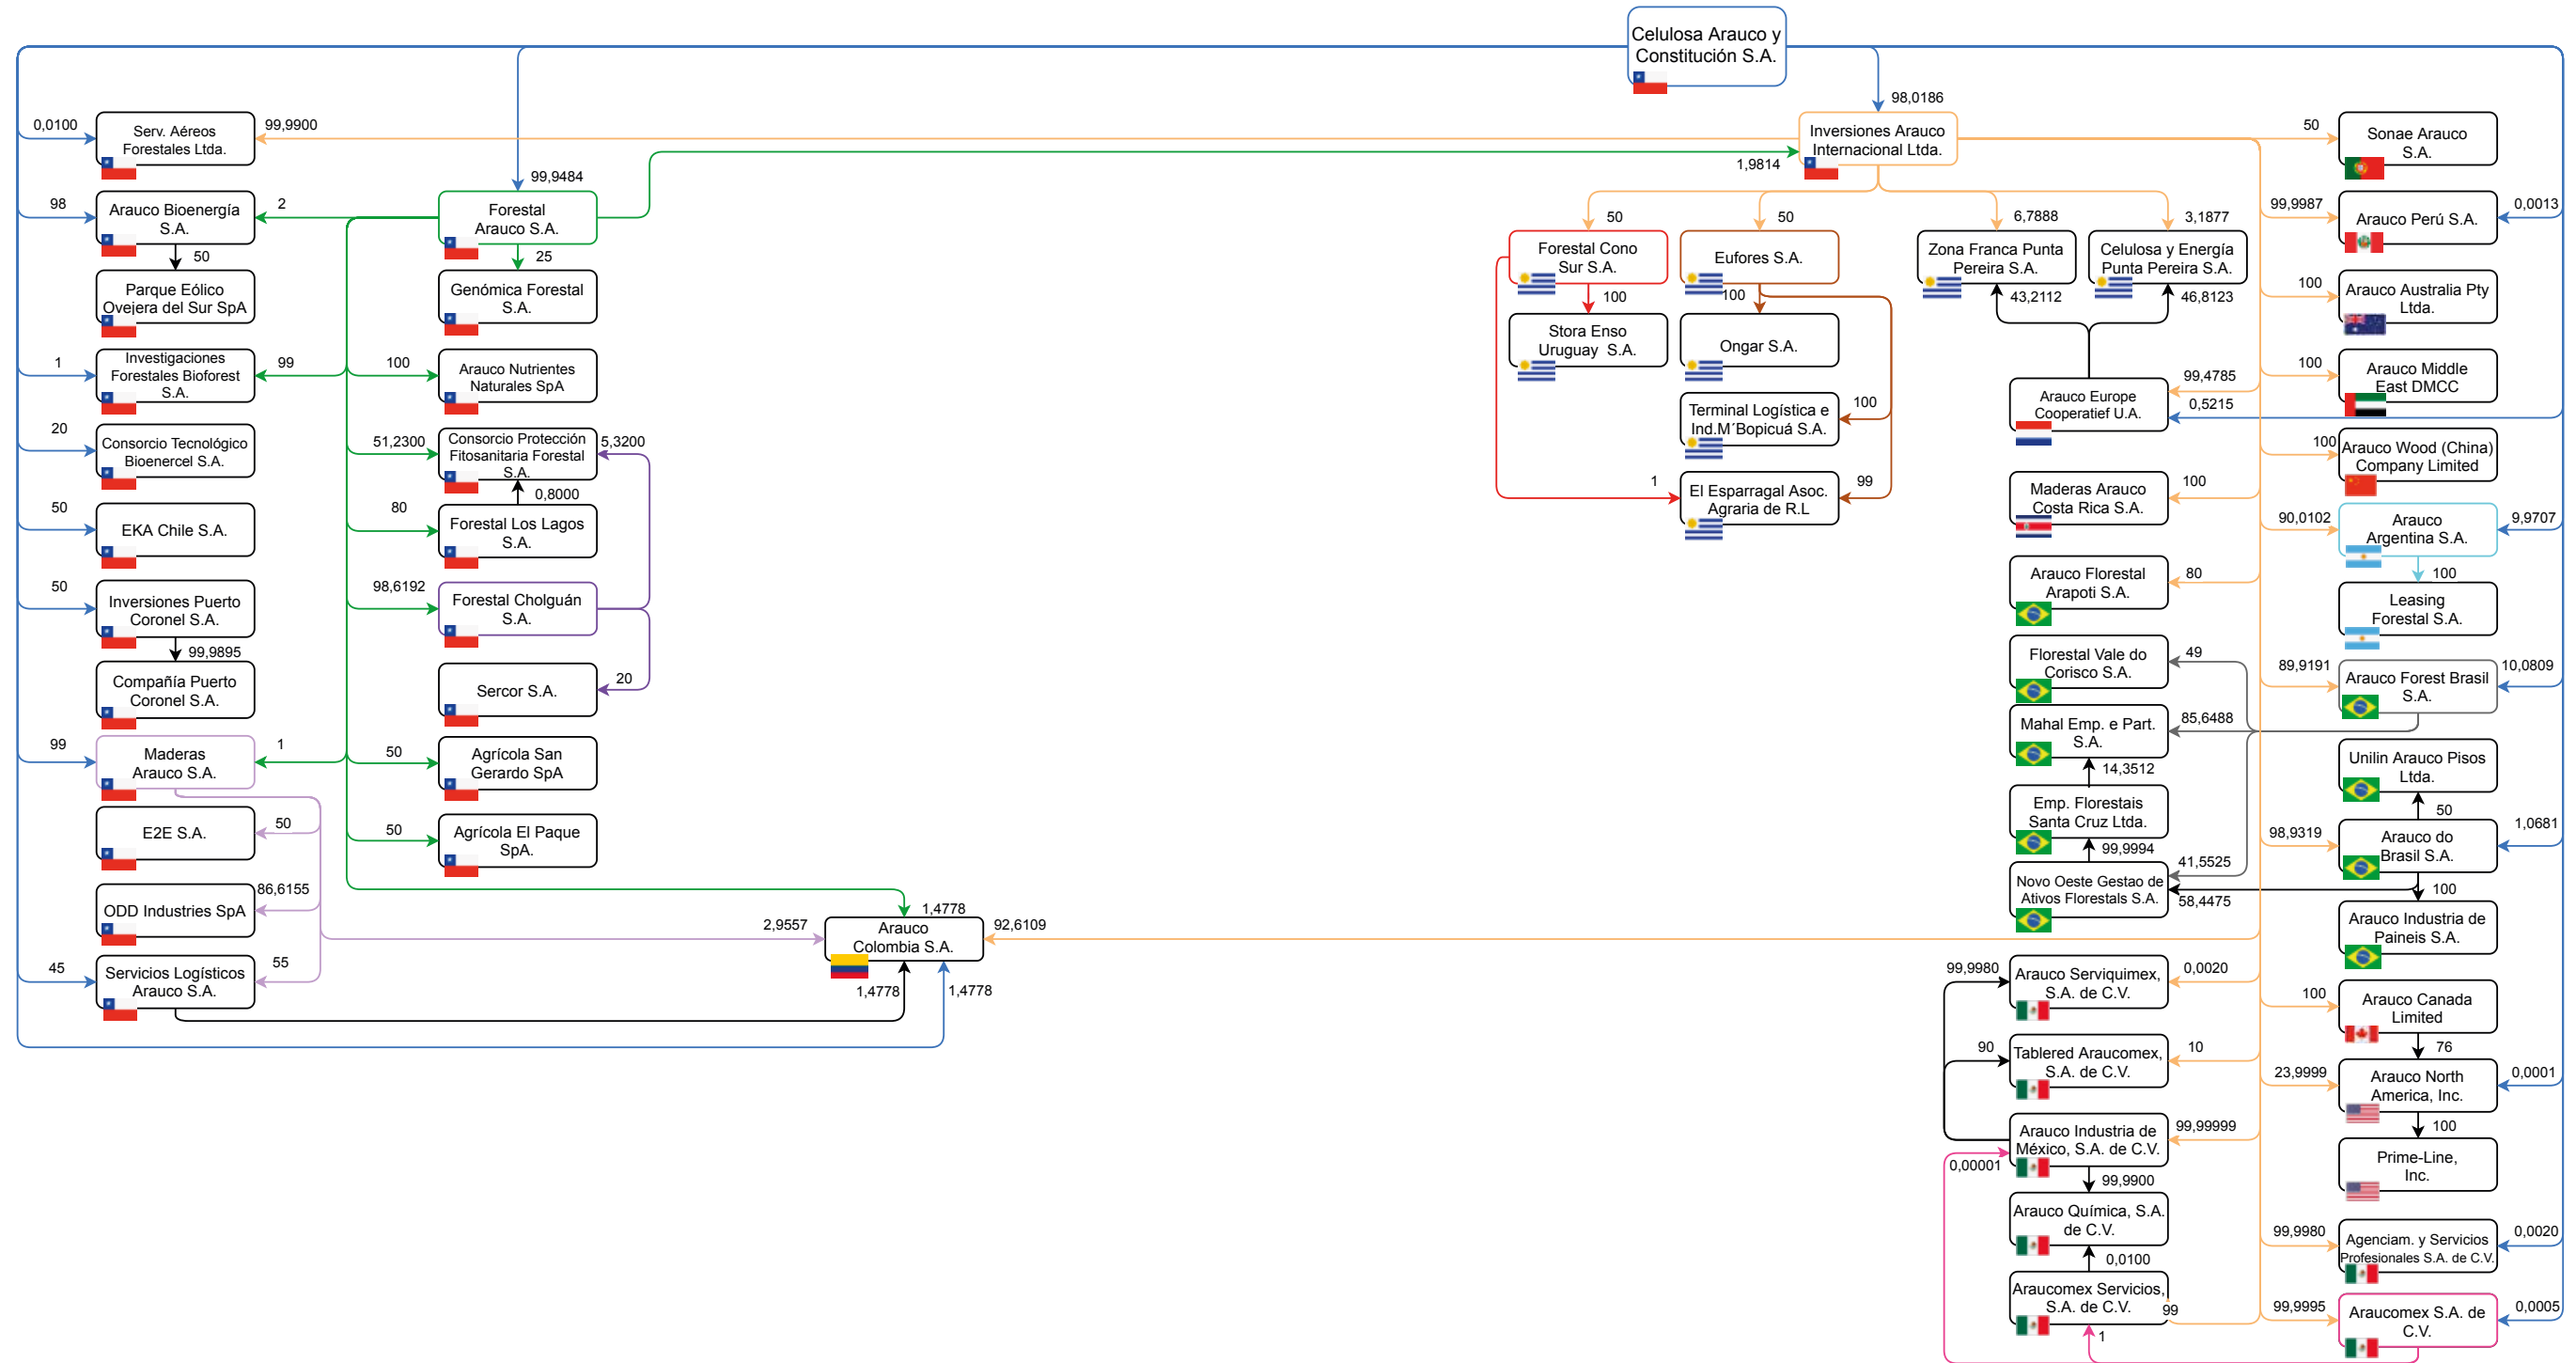 Celulosa Arauco y
Constitución S.A.
98,0186
0,0100
Serv. Aéreos
Forestales Ltda.
99,9900
Inversiones Arauco
Internacional Ltda.
1,9814
50
Sonae Arauco
S.A.
99,9484
98
Arauco Bioenergía
S.A.
2
Forestal
Arauco S.A.
50
Parque Eólico
Ovejera del Sur SpA
25
Genómica Forestal
S.A.
1
Investigaciones
Forestales Bioforest
S.A.
99
100
Arauco Nutrientes
Naturales SpA
20
Consorcio Tecnológico
Bioenercel S.A.
51,2300
Consorcio Protección
Fitosanitaria Forestal
S.A.
5,3200
0,8000
50
EKA Chile S.A.
80
Forestal Los Lagos
S.A.
50
Inversiones Puerto
Coronel S.A.
98,6192
Forestal Cholguán
S.A.
99,9895
Compañía Puerto
Coronel S.A.
Sercor S.A.
20
99
Maderas
Arauco S.A.
1
50
Agrícola San
Gerardo SpA
E2E S.A.
50
50
Agrícola El Paque
SpA.
ODD Industries SpA
86,6155
45
Servicios Logísticos
Arauco S.A.
55
2,9557
1,4778
Arauco
Colombia S.A.
92,6109
1,4778
1,4778
50
Forestal Cono
Sur S.A.
50
Eufores S.A.
6,7888
Zona Franca Punta
Pereira S.A.
3,1877
Celulosa y Energía
Punta Pereira S.A.
100
Stora Enso
Uruguay S.A.
100
Ongar S.A.
43,2112
46,8123
Terminal Logística e
Ind.M´Bopicuá S.A.
100
1
El Esparragal Asoc.
Agraria de R.L
99
Arauco Europe
Cooperatief U.A.
99,4785
0,5215
Maderas Arauco
Costa Rica S.A.
100
Arauco Florestal
Arapoti S.A.
80
Florestal Vale do
Corisco S.A.
49
Mahal Emp. e Part.
S.A.
85,6488
14,3512
Emp. Florestais
Santa Cruz Ltda.
99,9994
Novo Oeste Gestao de
Ativos Florestals S.A.
41,5525
58,4475
99,9980
Arauco Serviquimex,
S.A. de C.V.
0,0020
90
Tablered Araucomex,
S.A. de C.V.
10
Arauco Industria de
México, S.A. de C.V.
99,99999
0,00001
99,9900
Arauco Química, S.A.
de C.V.
0,0100
Araucomex Servicios,
S.A. de C.V.
99
1
99,9987
Arauco Perú S.A.
0,0013
100
Arauco Australia Pty
Ltda.
100
Arauco Middle
East DMCC
100
Arauco Wood (China)
Company Limited
90,0102
Arauco
Argentina S.A.
9,9707
100
Leasing
Forestal S.A.
89,9191
Arauco Forest Brasil
S.A.
10,0809
Unilin Arauco Pisos
Ltda.
50
98,9319
Arauco do
Brasil S.A.
1,0681
100
Arauco Industria de
Paineis S.A.
100
Arauco Canada
Limited
76
23,9999
Arauco North
America, Inc.
0,0001
100
Prime-Line,
Inc.
99,9980
Agenciam. y Servicios
Profesionales S.A. de C.V.
0,0020
99,9995
Araucomex S.A. de
C.V.
0,0005